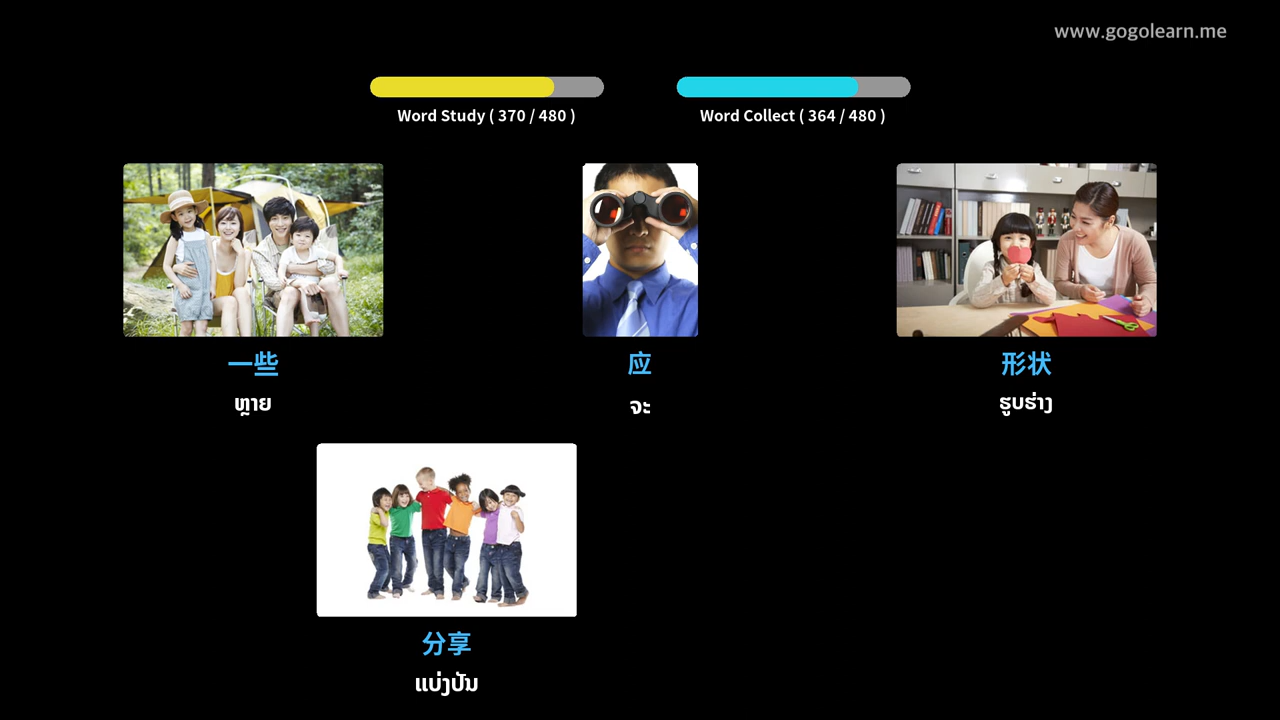 www.gogolearn.me
Word Study ( 370 / 480 )
Word Collect ( 364 / 480 )
一些
ຫຼາຍ
应
ຈະ
形状
ຮູບຮ່າງ
分享
ແບ່ງປັນ